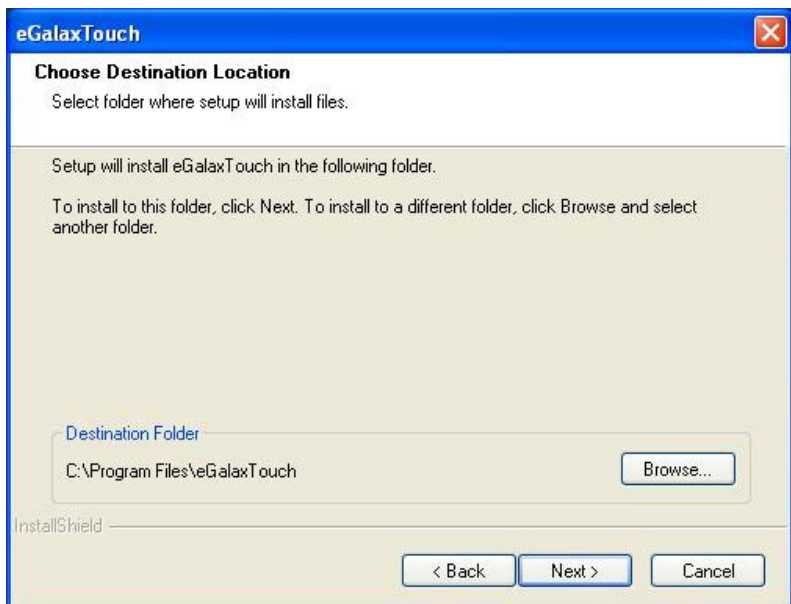 eGalaxTouch
Choose Destination Location
Select folder where setup will install files.
Setup will install eGalaxTouch in the following folder.
To install to this folder, click Next. To install to a different folder, click Browse and select
another folder.
Destination Folder
C:\Program Files\eGalaxTouch
Browse...
InstallShield
< Back
Next >
Cancel